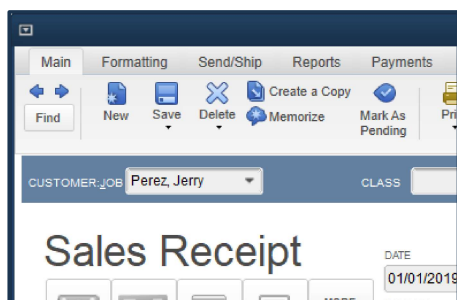 Main Formatting Send/Ship Reports Payments
Create a Copy
Find New Save Delete Memorize Mark As Pending
CUSTOMER:JOB Perez, Jerry CLASS
Sales Receipt
DATE
01/01/2019